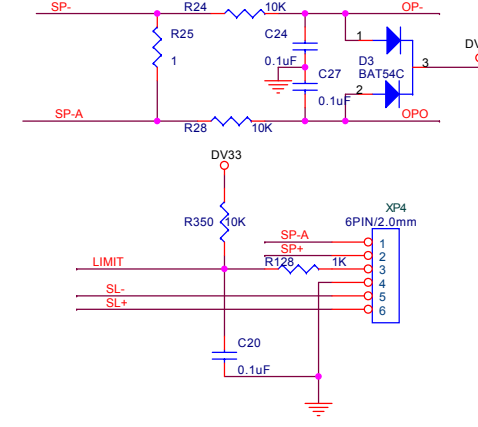 SP- R24 10K OP-
R25 C24 1 DV
1 0.1uF D3 3
C27 BAT54C
0.1uF 2
SP-A R28 10K OPO
DV33
R350 10K XP4
6PIN/2.0mm
SP-A 1
SP+ 2
LIMIT R128 1K 3
4
SL- 5
SL+ 6
C20
0.1uF